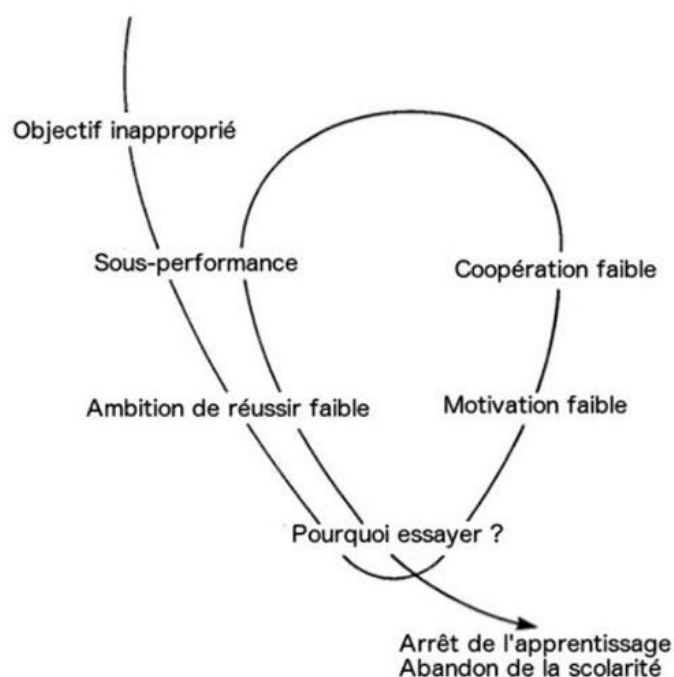 Objectif inapproprié
Sous-performance
Coopération faible
Ambition de réussir faible
Motivation faible
Pourquoi essayer ?
Arrêt de l'apprentissage
Abandon de la scolarité